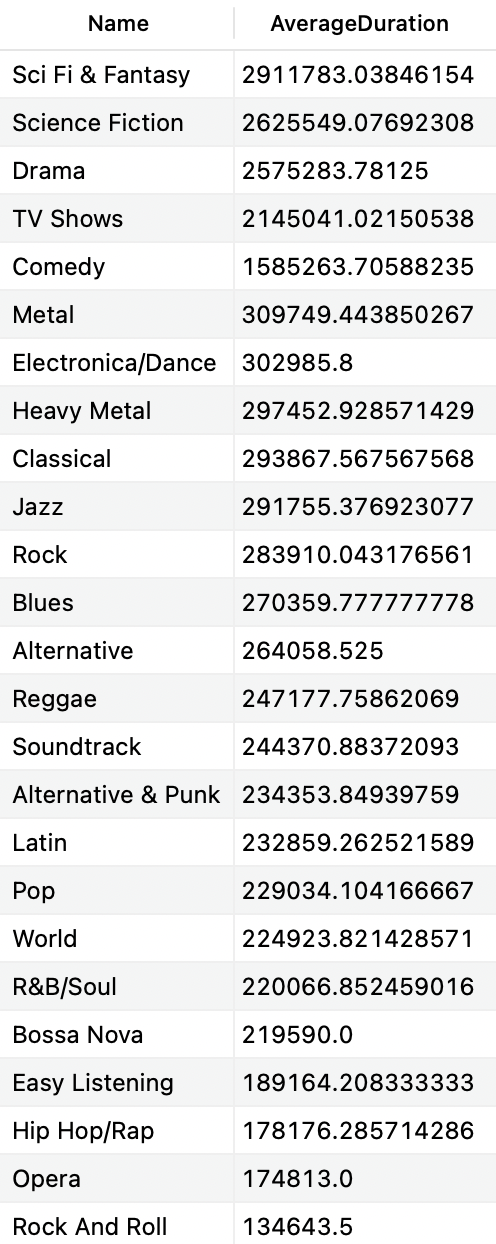 Name AverageDuration
Sci Fi & Fantasy 2911783.03846154
Science Fiction 2625549.07692308
Drama 2575283.78125
TV Shows 2145041.02150538
Comedy 1585263.70588235
Metal 309749.443850267
Electronica/Dance 302985.8
Heavy Metal 297452.928571429
Classical 293867.567567568
Jazz 291755.376923077
Rock 283910.043176561
Blues 270359.777777778
Alternative 264058.525
Reggae 247177.75862069
Soundtrack 244370.88372093
Alternative & Punk 234353.84939759
Latin 232859.262521589
Pop 229034.104166667
World 224923.821428571
R&B/Soul 220066.852459016
Bossa Nova 219590.0
Easy Listening 189164.208333333
Hip Hop/Rap 178176.285714286
Opera 174813.0
Rock And Roll 134643.5